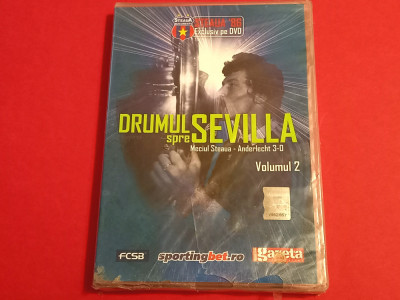 STEAUA
STEAUA '86
Exclusiv pe DVD
DRUMUL
spre SEVILLA
Meciul Steaua - Anderlecht 3-0
Volumul 2
FCSB
sportingbet.ro
gazeta